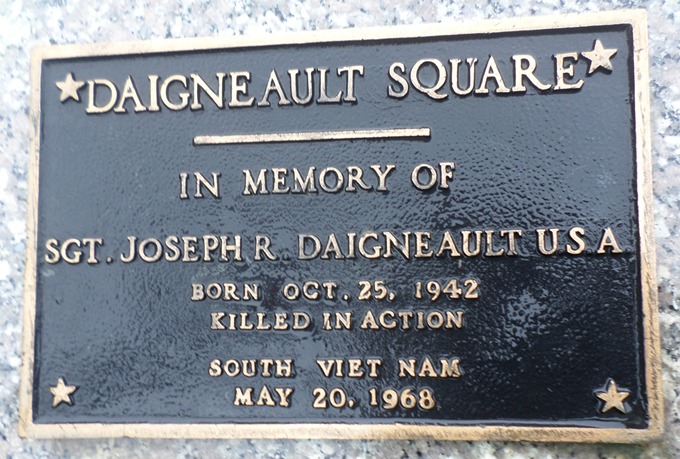 DAIGNEAULT SQUARE
IN MEMORY OF
SGT. JOSEPH R. DAIGNEAULT U S A
BORN OCT. 25, 1942
KILLED IN ACTION
SOUTH VIET NAM
MAY 20, 1968